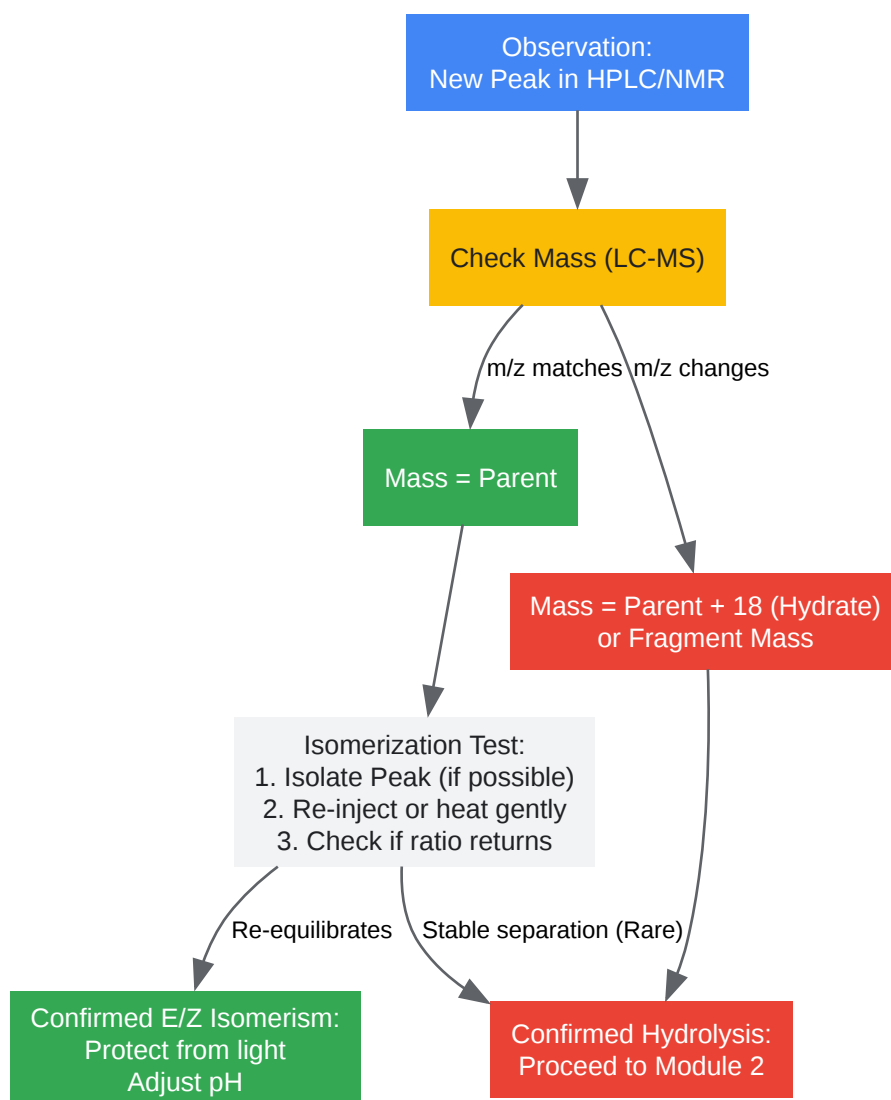 Observation:
New Peak in HPLC/NMR
Check Mass (LC-MS)
m/z matches
m/z changes
Mass = Parent
Mass = Parent + 18 (Hydrate)
or Fragment Mass
Isomerization Test:
1. Isolate Peak (if possible)
2. Re-inject or heat gently
3. Check if ratio returns
Re-equilibrates
Stable separation (Rare)
Confirmed E/Z Isomerism:
Protect from light
Adjust pH
Confirmed Hydrolysis:
Proceed to Module 2